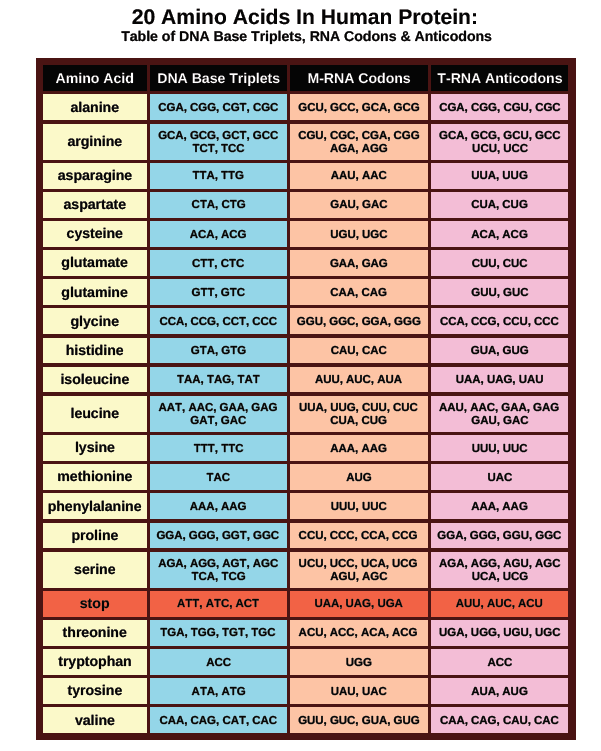 20 Amino Acids In Human Protein:
Table of DNA Base Triplets, RNA Codons & Anticodons
Amino Acid DNA Base Triplets M-RNA Codons T-RNA Anticodons
alanine CGA, CGG, CGT, CGC GCU, GCC, GCA, GCG CGA, CGG, CGU, CGC
arginine GCA, GCG, GCT, GCC CGU, CGC, CGA, CGG GCA, GCG, GCU, GCC
TCT, TCC AGA, AGG UCU, UCC
asparagine TTA, TTG AAU, AAC UUA, UUG
aspartate CTA, CTG GAU, GAC CUA, CUG
cysteine ACA, ACG UGU, UGC ACA, ACG
glutamate CTT, CTC GAA, GAG CUU, CUC
glutamine GTT, GTC CAA, CAG GUU, GUC
glycine CCA, CCG, CCT, CCC GGU, GGC, GGA, GGG CCA, CCG, CCU, CCC
histidine GTA, GTG CAU, CAC GUA, GUG
isoleucine TAA, TAG, TAT AUU, AUC, AUA UAA, UAG, UAU
leucine AAT, AAC, GAA, GAG UUA, UUG, CUU, CUC AAU, AAC, GAA, GAG
GAT, GAC CUA, CUG GAU, GAC
lysine TTT, TTC AAA, AAG UUU, UUC
methionine TAC AUG UAC
phenylalanine AAA, AAG UUU, UUC AAA, AAG
proline GGA, GGG, GGT, GGC CCU, CCC, CCA, CCG GGA, GGG, GGU, GGC
serine AGA, AGG, AGT, AGC UCU, UCC, UCA, UCG AGA, AGG, AGU, AGC
TCA, TCG AGU, AGC UCA, UCG
stop ATT, ATC, ACT UAA, UAG, UGA AUU, AUC, ACU
threonine TGA, TGG, TGT, TGC ACU, ACC, ACA, ACG UGA, UGG, UGU, UGC
tryptophan ACC UGG ACC
tyrosine ATA, ATG UAU, UAC AUA, AUG
valine CAA, CAG, CAT, CAC GUU, GUC, GUA, GUG CAA, CAG, CAU, CAC